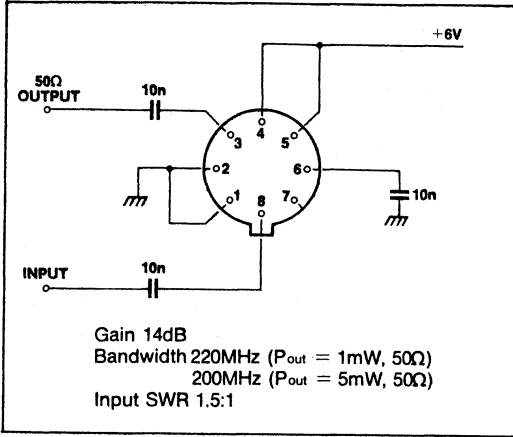 +6V
50Ω
OUTPUT
10n
3
4
5
2
6
1
8
7
10n
INPUT
10n
Gain 14dB
Bandwidth 220MHz (Pout = 1mW, 50Ω)
200MHz (Pout = 5mW, 50Ω)
Input SWR 1.5:1